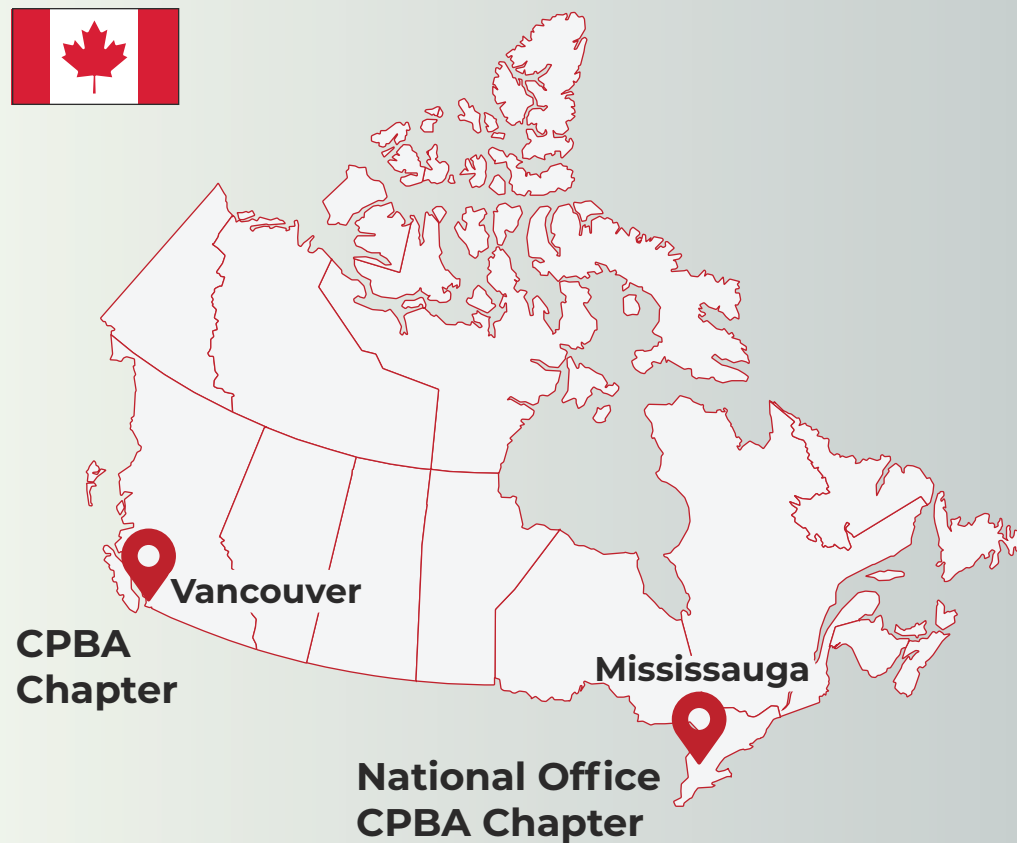 Vancouver
CPBA
Chapter
Mississauga
National Office
CPBA Chapter